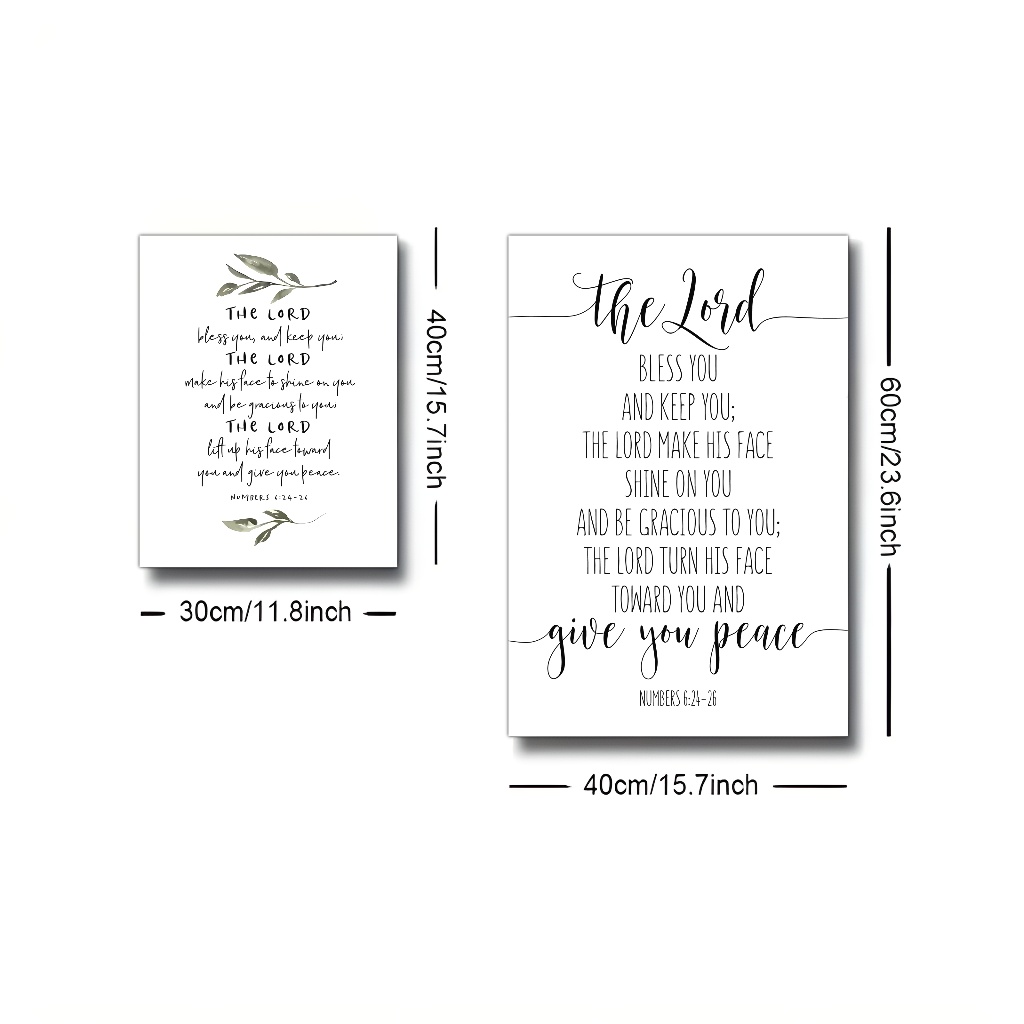 THE LORD
bless you, and keep you;
THE LORD
make his face to shine on you
and be gracious to you;
THE LORD
lift up his face toward
you and give you peace.
NUMBERS 6:24-26
40cm/15.7inch
30cm/11.8inch
the Lord
BLESS YOU
AND KEEP YOU;
THE LORD MAKE HIS FACE
SHINE ON YOU
AND BE GRACIOUS TO YOU;
THE LORD TURN HIS FACE
TOWARD YOU AND
give you peace
NUMBERS 6:24-26
60cm/23.6inch
40cm/15.7inch